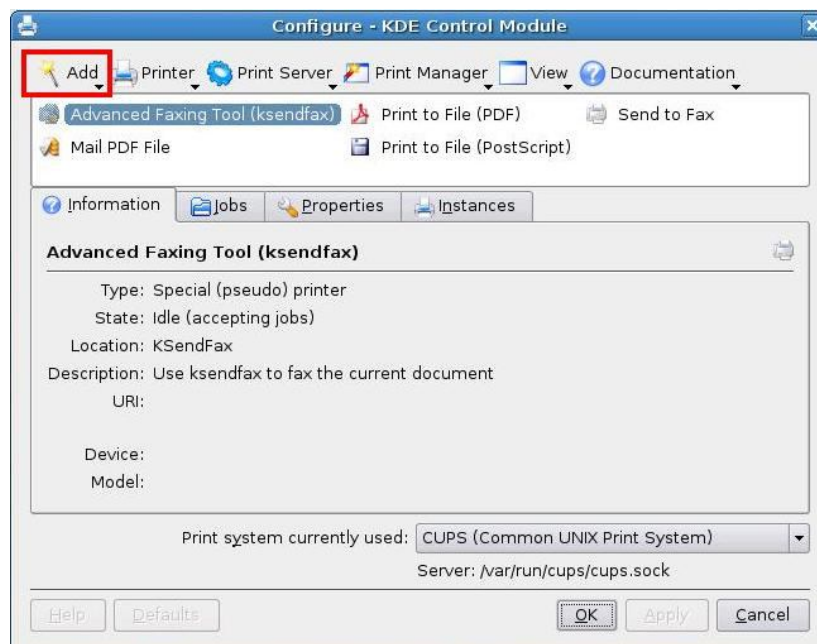 Configure - KDE Control Module
Add Printer Print Server Print Manager View Documentation
Advanced Faxing Tool (ksendfax) Print to File (PDF) Send to Fax
Mail PDF File Print to File (PostScript)
Information Jobs Properties Instances
Advanced Faxing Tool (ksendfax)
Type: Special (pseudo) printer
State: Idle (accepting jobs)
Location: KSendFax
Description: Use ksendfax to fax the current document
URI:
Device:
Model:
Print system currently used: CUPS (Common UNIX Print System)
Server: /var/run/cups/cups.sock
Help Defaults OK Apply Cancel